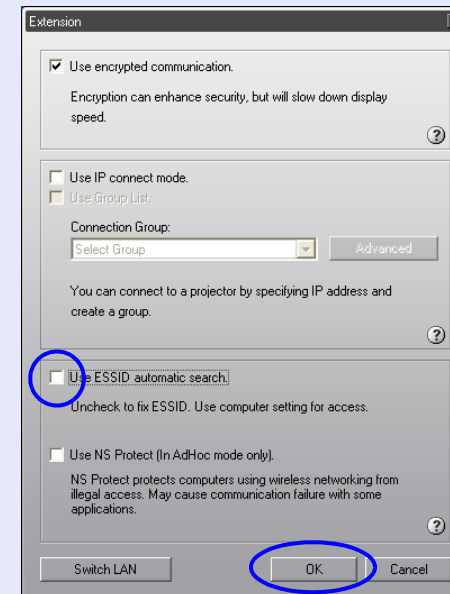 Extension
Use encrypted communication.
Encryption can enhance security, but will slow down display
speed.
?
Use IP connect mode.
Use Group List.
Connection Group:
Select Group
Advanced
You can connect to a projector by specifying IP address and
create a group.
?
Use ESSID automatic search.
Uncheck to fix ESSID. Use computer setting for access.
Use NS Protect (In AdHoc mode only).
NS Protect protects computers using wireless networking from
illegal access. May cause communication failure with some
applications.
?
Switch LAN OK Cancel